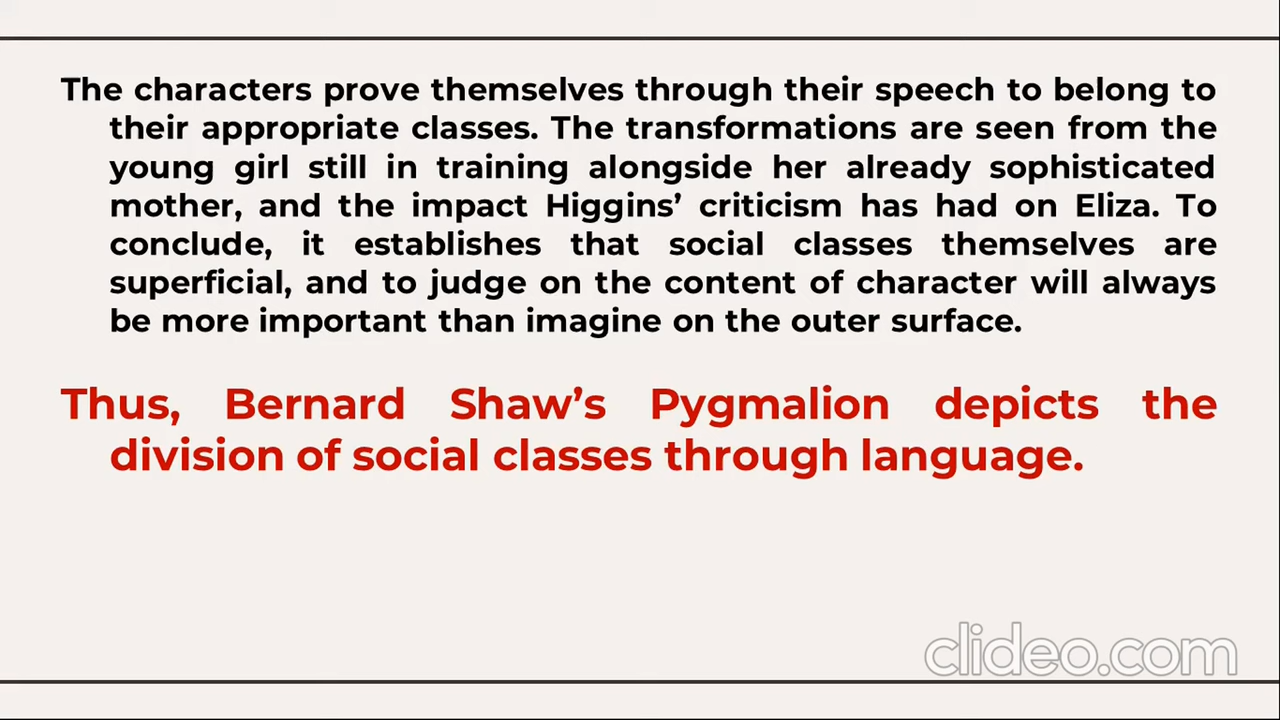 The characters prove themselves through their speech to belong to
their appropriate classes. The transformations are seen from the
young girl still in training alongside her already sophisticated
mother, and the impact Higgins’ criticism has had on Eliza. To
conclude, it establishes that social classes themselves are
superficial, and to judge on the content of character will always
be more important than imagine on the outer surface.
Thus, Bernard Shaw’s Pygmalion depicts the
division of social classes through language.
clideo.com